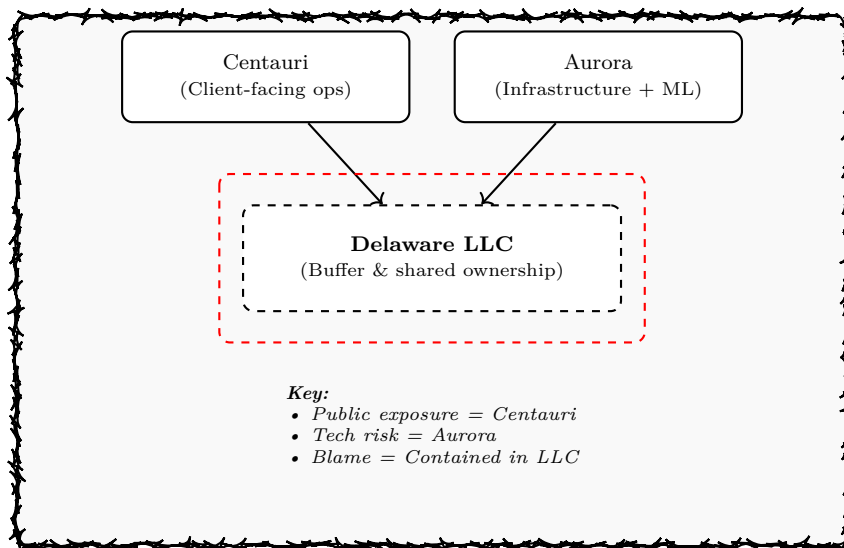 Centauri
(Client-facing ops)
Aurora
(Infrastructure + ML)
Delaware LLC
(Buffer & shared ownership)
Key:
• Public exposure = Centauri
• Tech risk = Aurora
• Blame = Contained in LLC